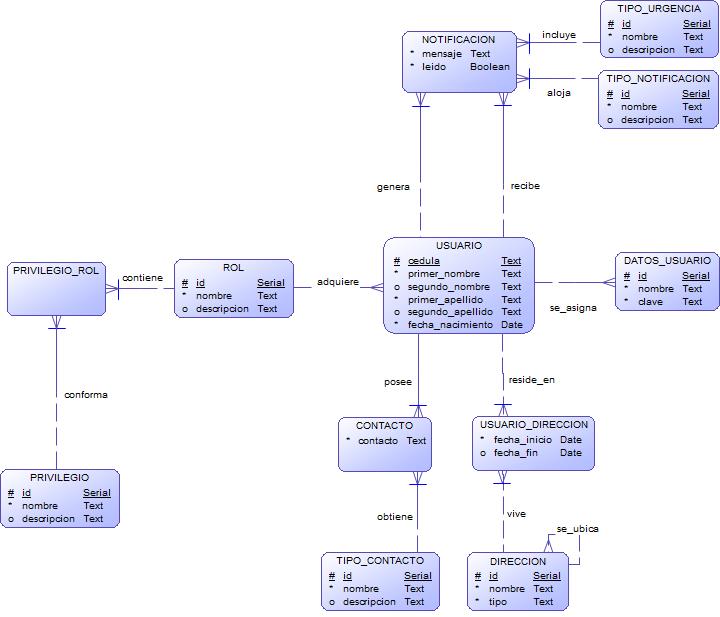 TIPO_URGENCIA
# id Serial
* nombre Text
o descripcion Text
NOTIFICACION
* mensaje Text
* leido Boolean
incluye
TIPO_NOTIFICACION
# id Serial
* nombre Text
o descripcion Text
aloja
genera
recibe
USUARIO
# cedula Text
* primer_nombre Text
o segundo_nombre Text
* primer_apellido Text
o segundo_apellido Text
* fecha_nacimiento Date
PRIVILEGIO_ROL
contiene
ROL
# id Serial
* nombre Text
o descripcion Text
adquiere
DATOS_USUARIO
# id Serial
* nombre Text
* clave Text
se_asigna
conforma
posee
reside_en
CONTACTO
* contacto Text
USUARIO_DIRECCION
* fecha_inicio Date
o fecha_fin Date
PRIVILEGIO
# id Serial
* nombre Text
o descripcion Text
obtiene
vive
se_ubica
TIPO_CONTACTO
# id Serial
* nombre Text
o descripcion Text
DIRECCION
# id Serial
* nombre Text
* tipo Text